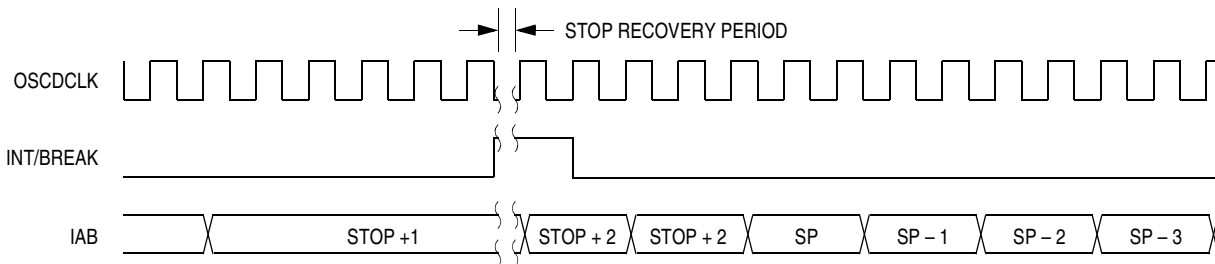 STOP RECOVERY PERIOD
OSCDCLK
INT/BREAK
IAB STOP +1 STOP + 2 STOP + 2 SP SP – 1 SP – 2 SP – 3